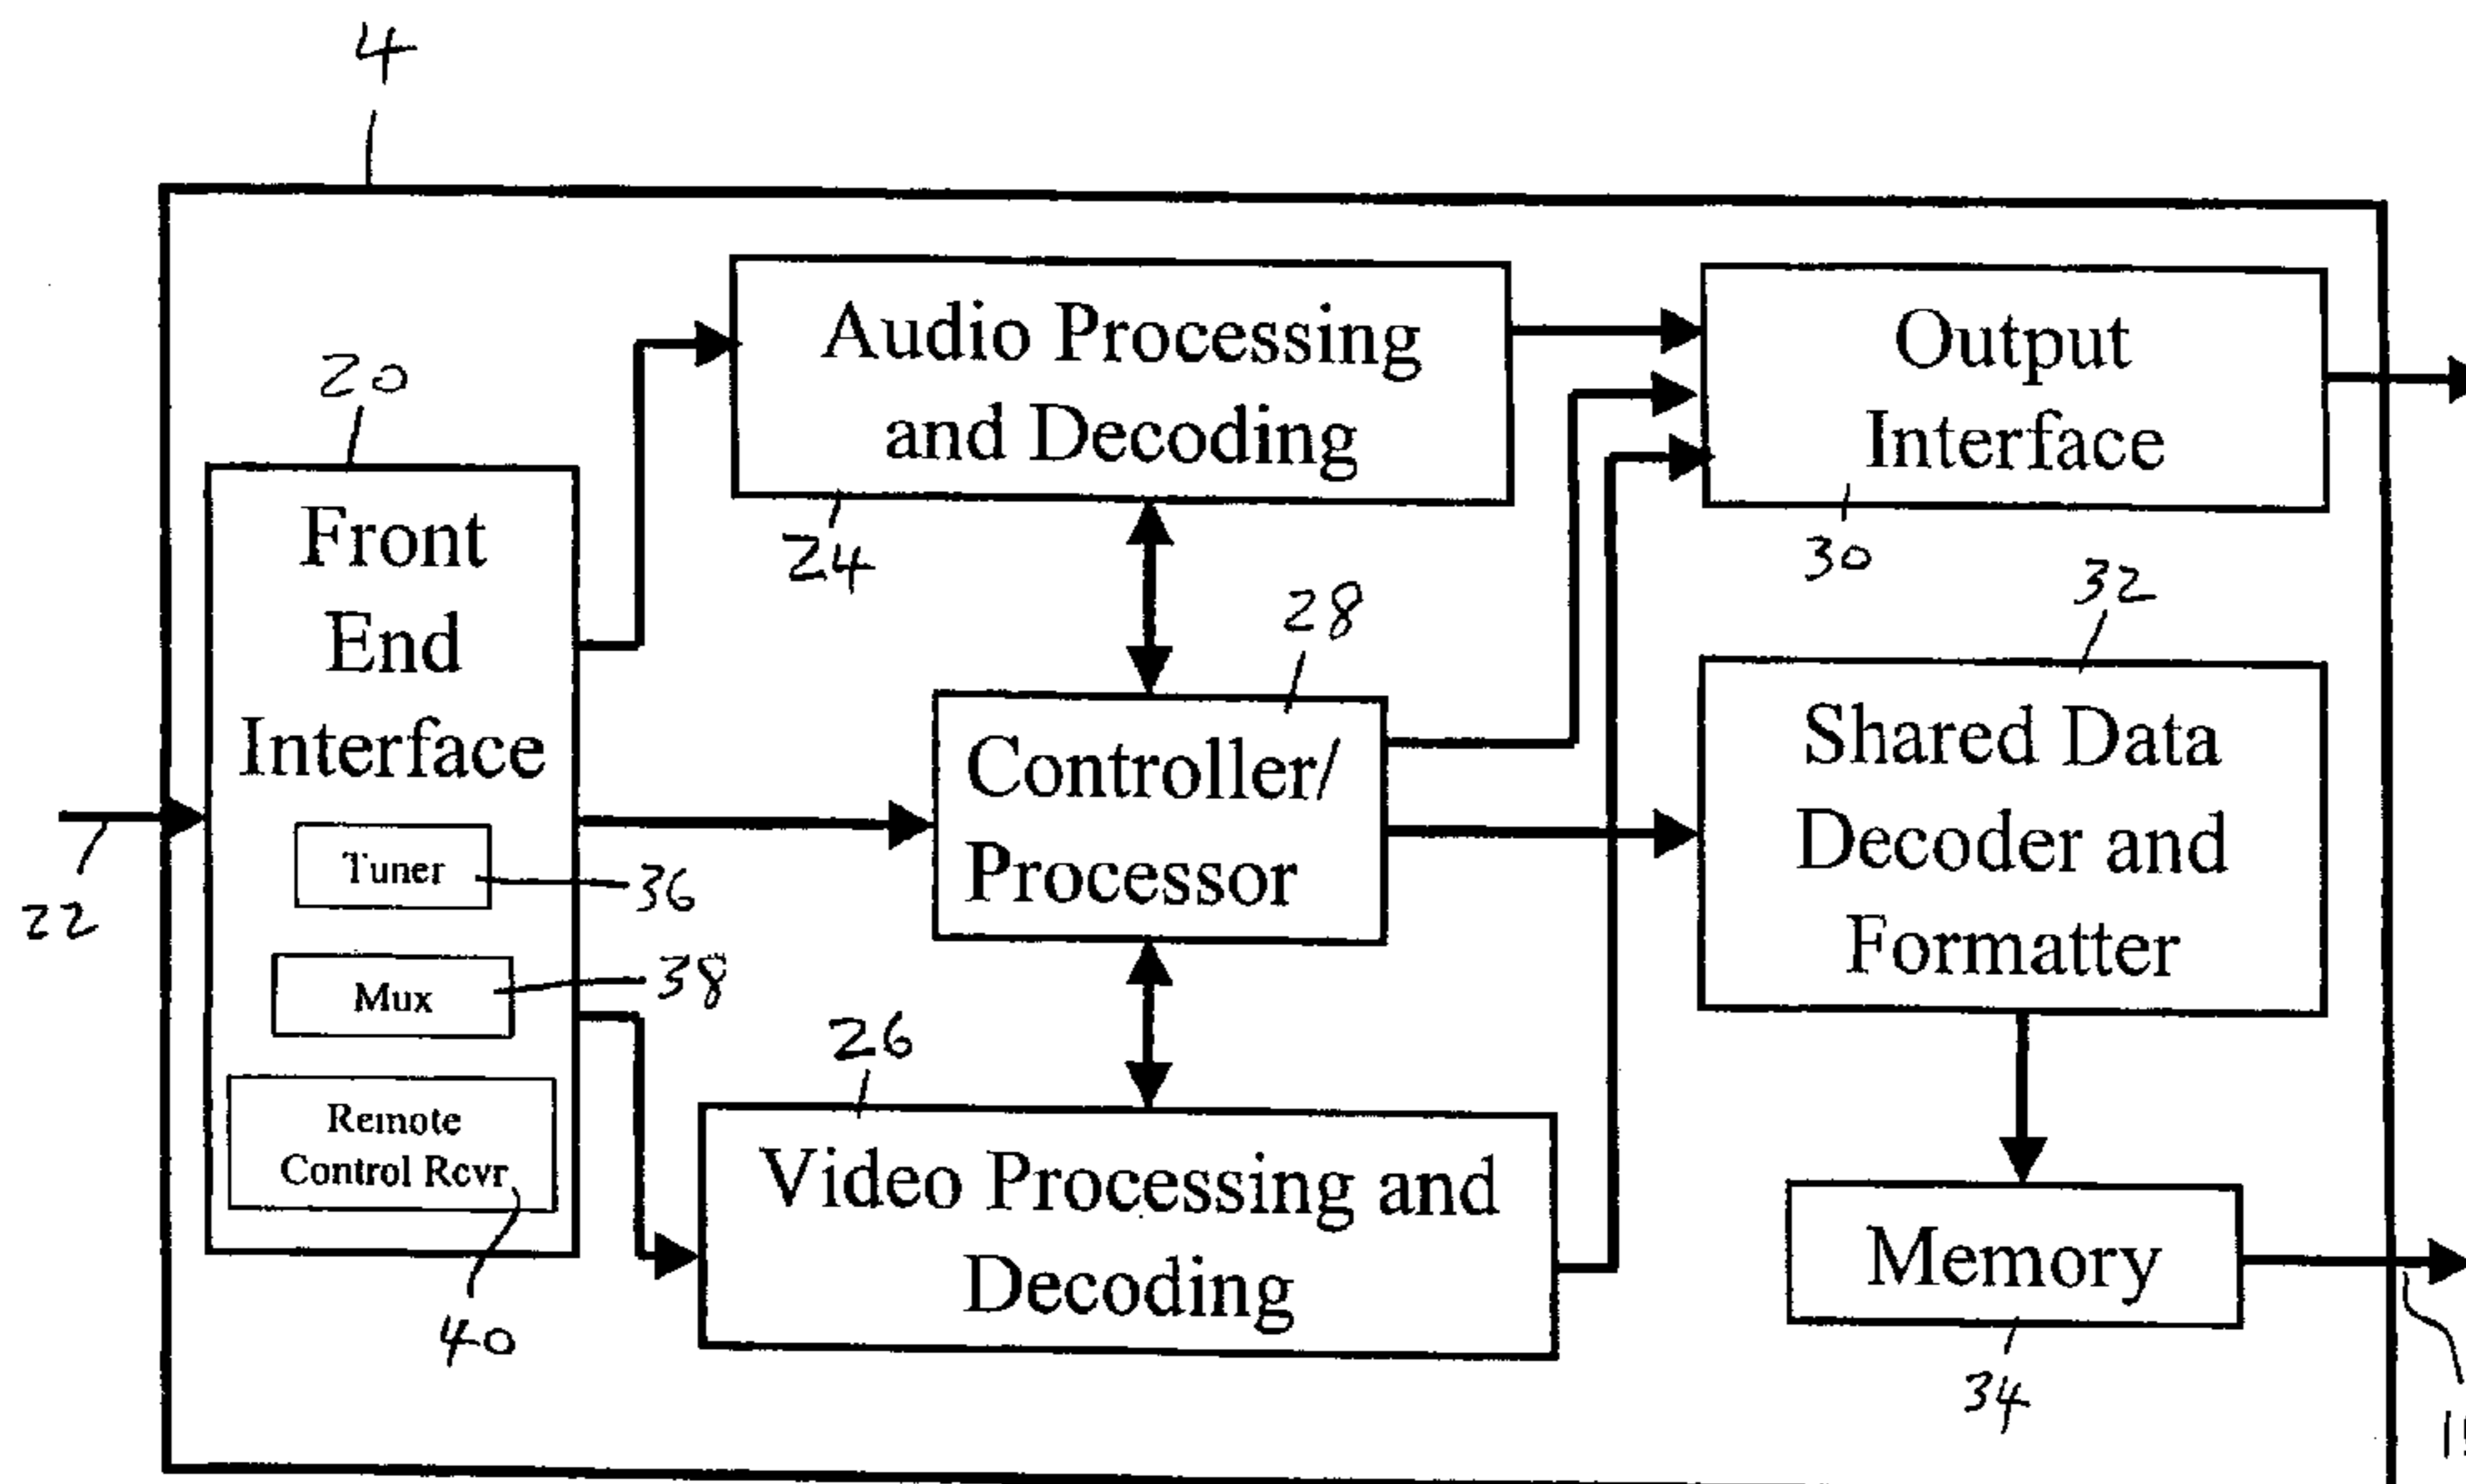 4
20
Front
End
Interface
Tuner
36
Mux
38
Remote
Control Rcvr
40
22
Audio Processing
and Decoding
24
28
Controller/
Processor
26
Video Processing and
Decoding
Output
Interface
30
32
Shared Data
Decoder and
Formatter
Memory
34